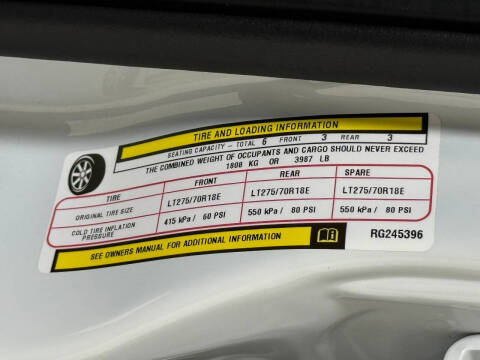 TIRE AND LOADING INFORMATION
SEATING CAPACITY - TOTAL 6 FRONT 3 REAR 3
THE COMBINED WEIGHT OF OCCUPANTS AND CARGO SHOULD NEVER EXCEED
1808 KG OR 3987 LB
TIRE FRONT REAR SPARE
ORIGINAL TIRE SIZE LT275/70R18E LT275/70R18E LT275/70R18E
COLD TIRE INFLATION PRESSURE 415 kPa / 60 PSI 550 kPa / 80 PSI 550 kPa / 80 PSI
SEE OWNERS MANUAL FOR ADDITIONAL INFORMATION
RG245396